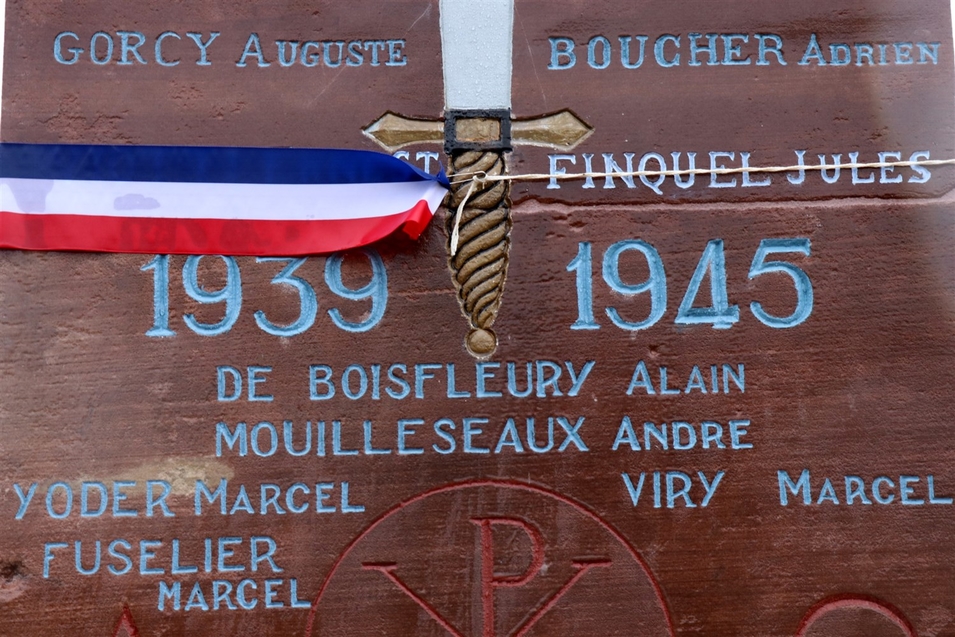 GORCY AUGUSTE BOUCHER ADRIEN
ST FINQUEL JULES
1939 1945
DE BOISFLEURY ALAIN
MOUILLESEAUX ANDRE
YODER MARCEL VIRY MARCEL
FUSELIER
MARCEL